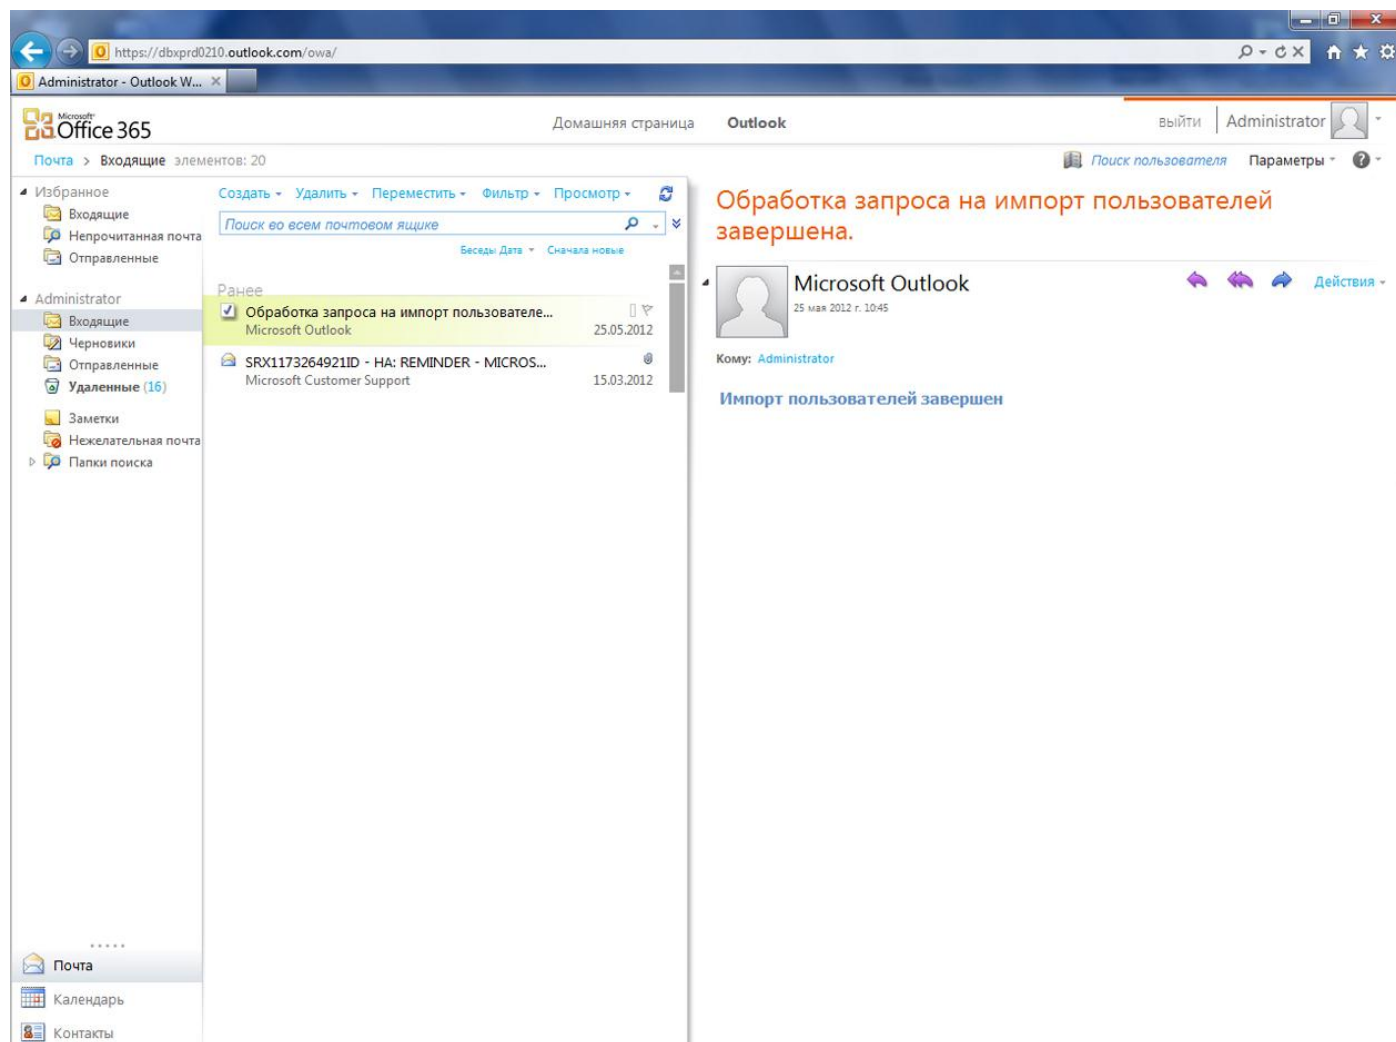 https://dbxprd0210.outlook.com/owa/
Administrator - Outlook W...
Microsoft
Office 365
Домашняя страница Outlook
выйти Administrator
Почта > Входящие элементов: 20
Поиск пользователя Параметры
Избранное
Входящие
Непрочитанная почта
Отправленные
Administrator
Входящие
Черновики
Отправленные
Удаленные (16)
Заметки
Нежелательная почта
Папки поиска
Почта
Календарь
Контакты
Создать Удалить Переместить Фильтр Просмотр
Поиск во всем почтовом ящике
Беседы Дата Сначала новые
Ранее
Обработка запроса на импорт пользователе...
Microsoft Outlook 25.05.2012
SRX1173264921ID - НА: REMINDER - MICROS...
Microsoft Customer Support 15.03.2012
Обработка запроса на импорт пользователей
завершена.
Microsoft Outlook
25 мая 2012 г. 10:45
Действия
Кому: Administrator
Импорт пользователей завершен